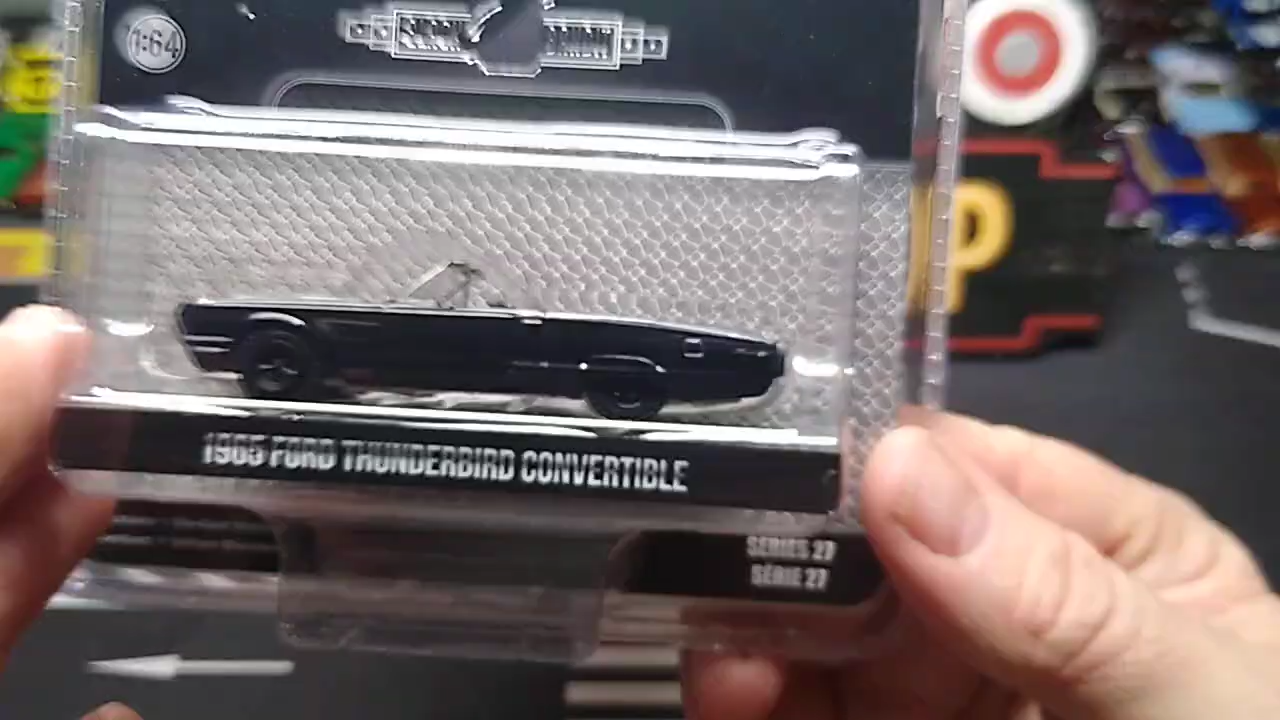 1:64
1965 FORD THUNDERBIRD CONVERTIBLE
P
SERIES 27
SÉRIE 27